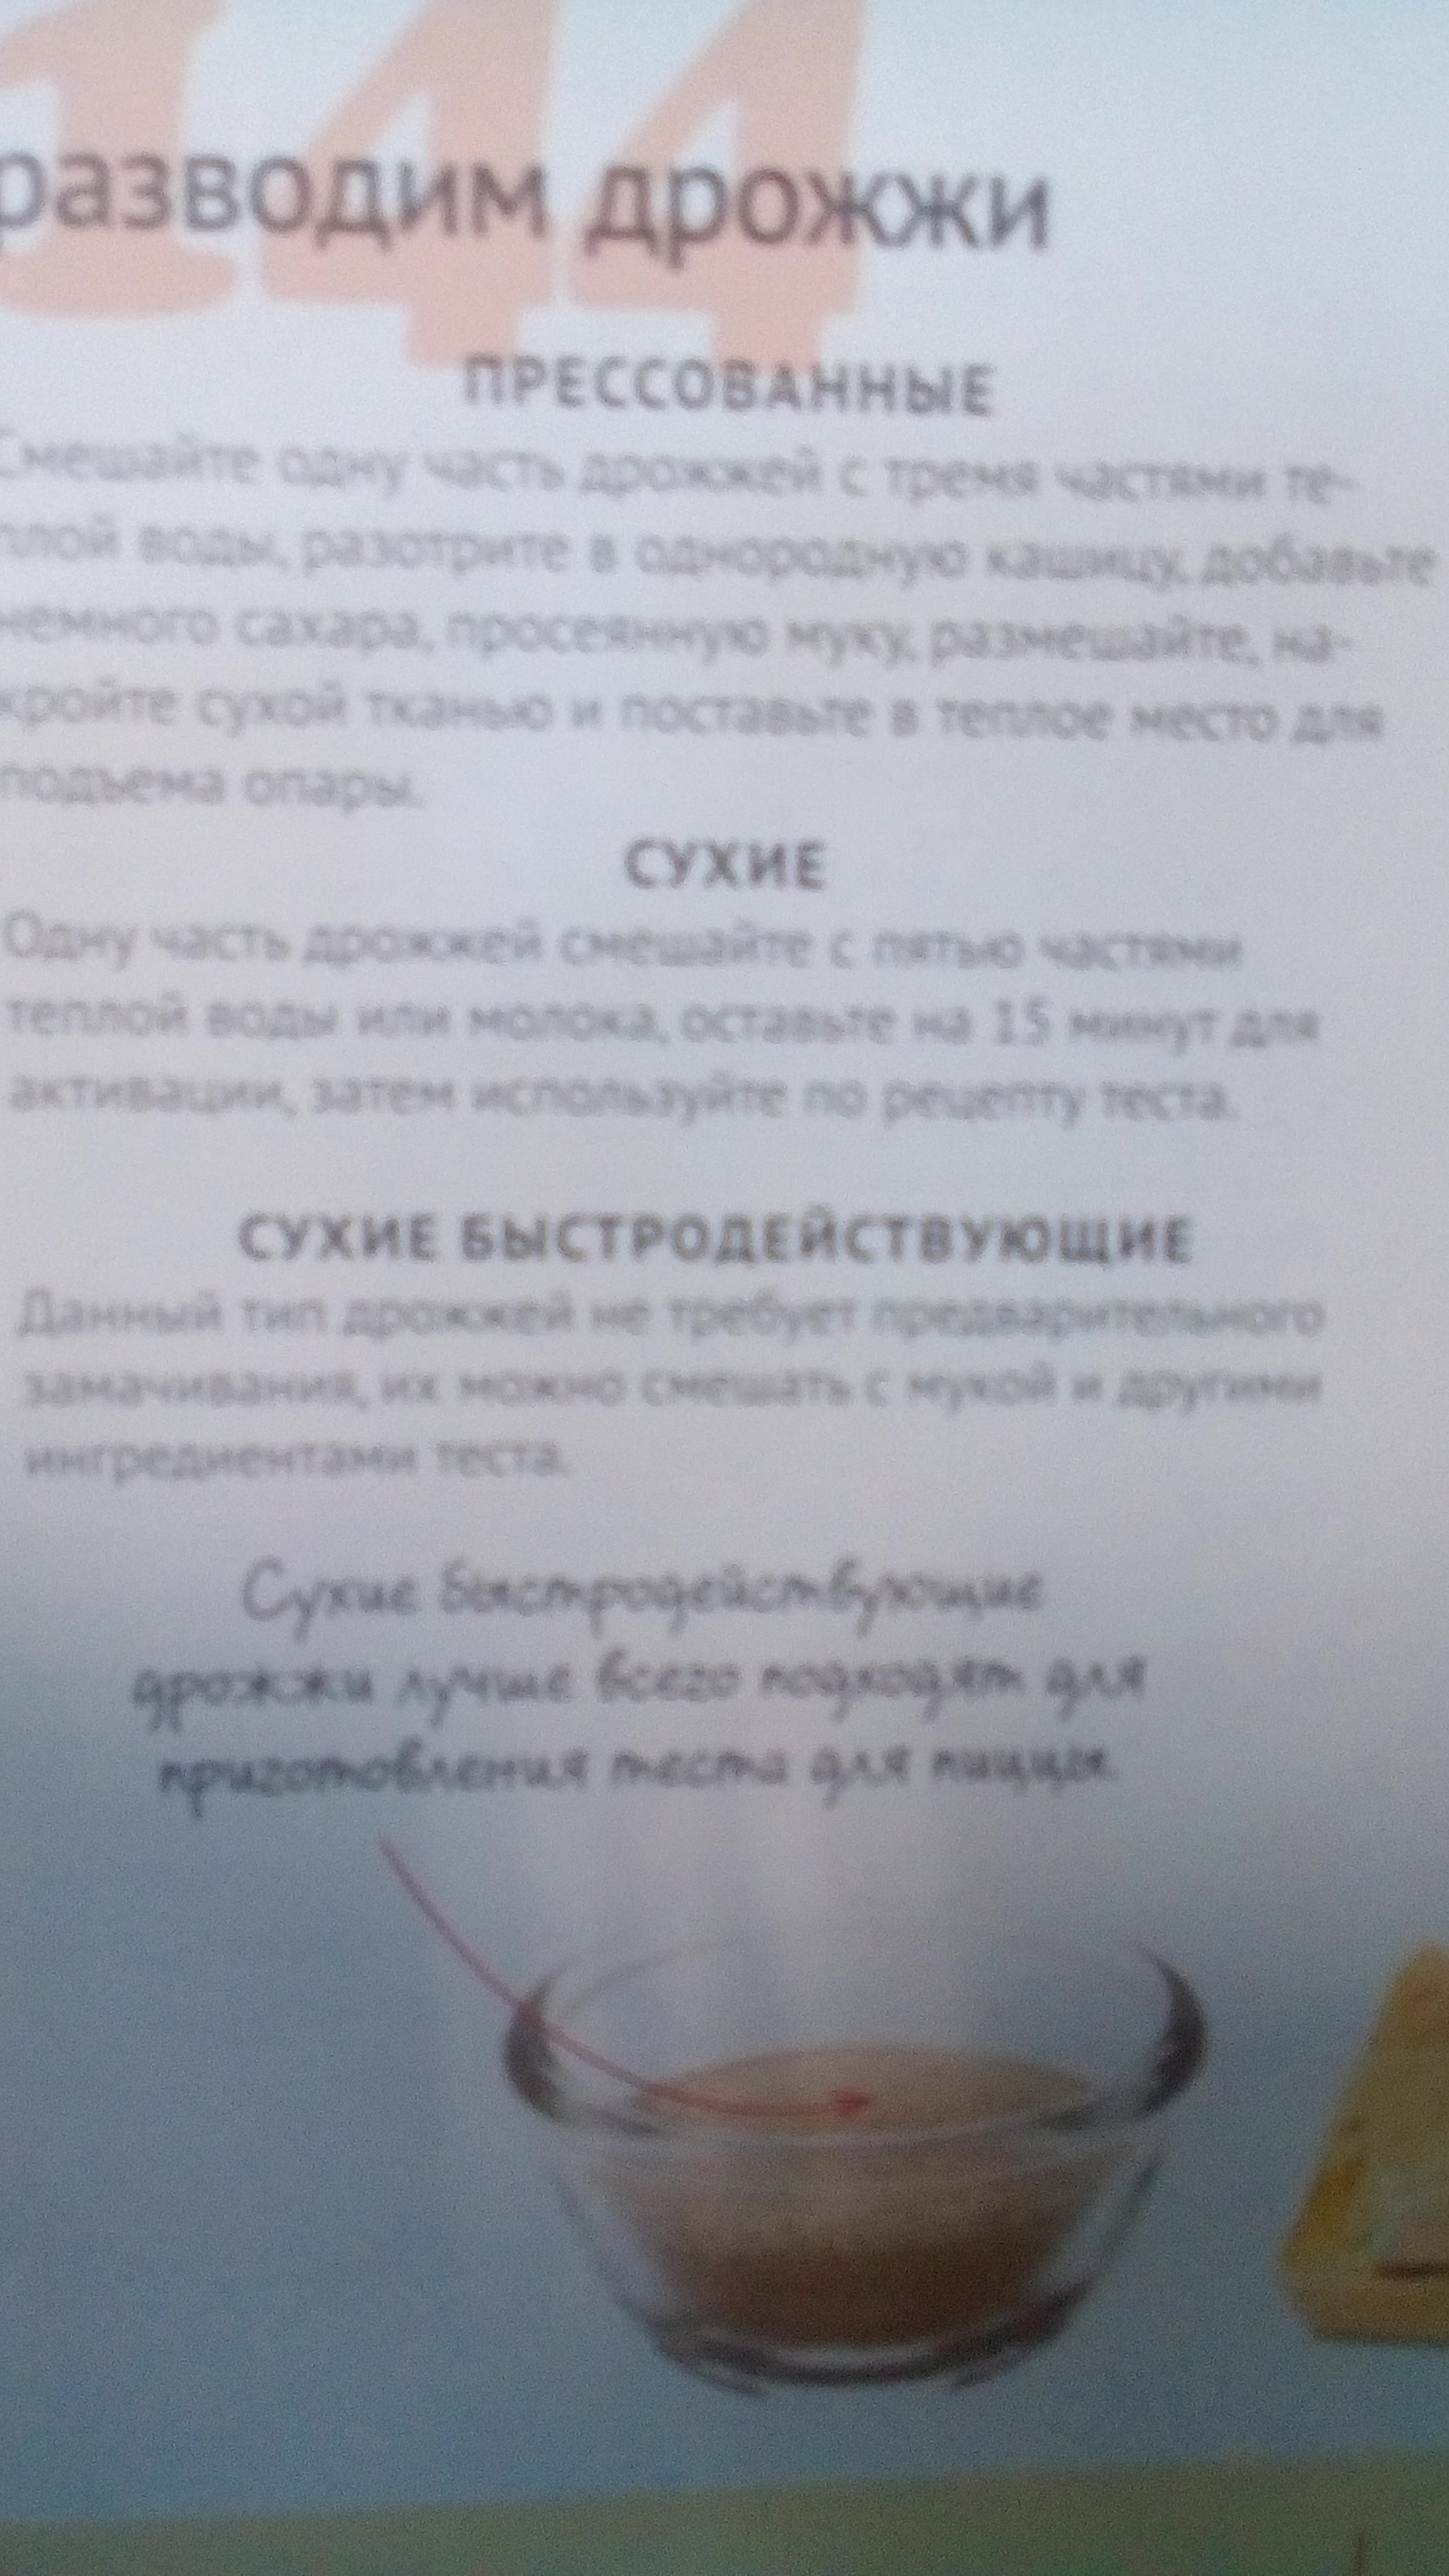 144
разводим дрожжи
ПРЕССОВАННЫЕ
Смешайте одну часть дрожжей с тремя частями те-
плой воды, разотрите в однородную кашицу, добавьте
немного сахара, просеянную муку, размешайте, на-
кройте сухой тканью и поставьте в теплое место для
подъема опары.
СУХИЕ
Одну часть дрожжей смешайте с пятью частями
теплой воды или молока, оставьте на 15 минут для
активации, затем используйте по рецепту теста.
СУХИЕ БЫСТРОДЕЙСТВУЮЩИЕ
Данный тип дрожжей не требует предварительного
замачивания, их можно смешать с мукой и другими
ингредиентами теста.
Сухие быстродействующие
дрожжи лучше всего подходят для
приготовления теста для пиццы.